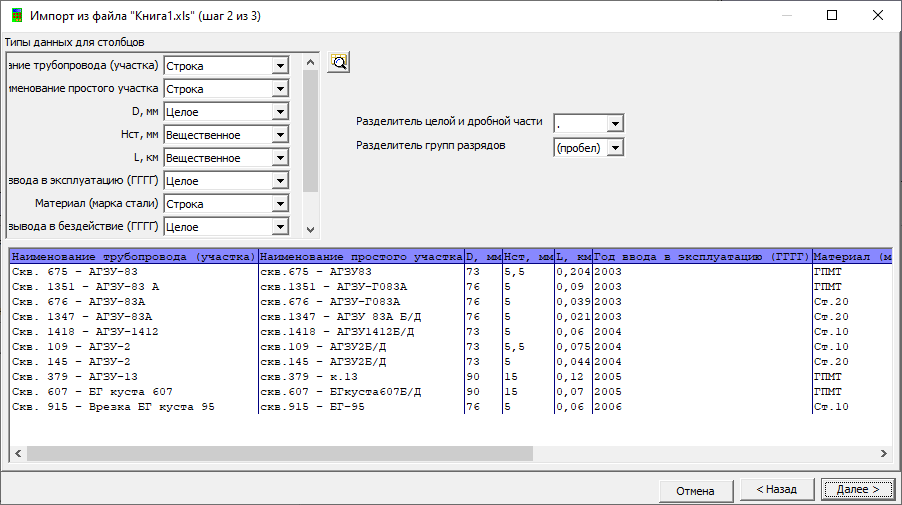 Импорт из файла "Книга1.xls" (шаг 2 из 3)
Типы данных для столбцов
ание трубопровода (участка) Строка
именование простого участка Строка
D, мм Целое
Hст, мм Вещественное
L, км Вещественное
ввода в эксплуатацию (ГГГГ) Целое
Материал (марка стали) Строка
вывода в бездействие (ГГГГ) Целое
Разделитель целой и дробной части ,
Разделитель групп разрядов (пробел)
Наименование трубопровода (участка) Наименование простого участка D, мм Hст, мм L, км Год ввода в эксплуатацию (ГГГГ) Материал (м
Скв. 675 - АГЗУ-83 скв.675 - АГЗУ83 73 5,5 0,204 2003 ГПМТ
Скв. 1351 - АГЗУ-83 А скв.1351 - АГЗУ-Г083А 76 5 0,09 2003 ГПМТ
Скв. 676 - АГЗУ-83А скв.676 - АГЗУ-Г083А 76 5 0,039 2003 Ст.20
Скв. 1347 - АГЗУ-83А скв.1347 - АГЗУ 83А Б/Д 76 5 0,021 2003 Ст.20
Скв. 1418 - АГЗУ-1412 скв.1418 - АГЗУ1412Б/Д 73 5 0,06 2004 Ст.10
Скв. 109 - АГЗУ-2 скв.109 - АГЗУ2Б/Д 73 5,5 0,075 2004 Ст.10
Скв. 145 - АГЗУ-2 скв.145 - АГЗУ2Б/Д 73 5 0,044 2004 Ст.20
Скв. 379 - АГЗУ-13 скв.379 - к.13 90 15 0,12 2005 ГПМТ
Скв. 607 - БГ куста 607 скв.607 - БГкуста607Б/Д 90 15 0,07 2005 ГПМТ
Скв. 915 - Врезка БГ куста 95 скв.915 - БГ-95 76 5 0,06 2006 Ст.10
Отмена < Назад Далее >